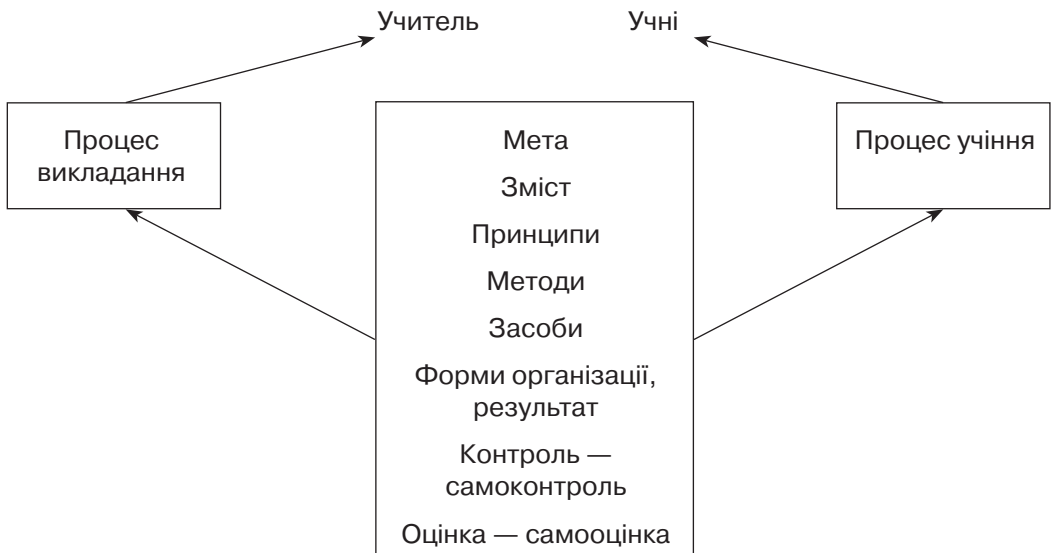 Учитель
Учні
Процес
викладання
Мета
Зміст
Принципи
Методи
Засоби
Форми організації,
результат
Контроль —
самоконтроль
Оцінка — самооцінка
Процес учіння